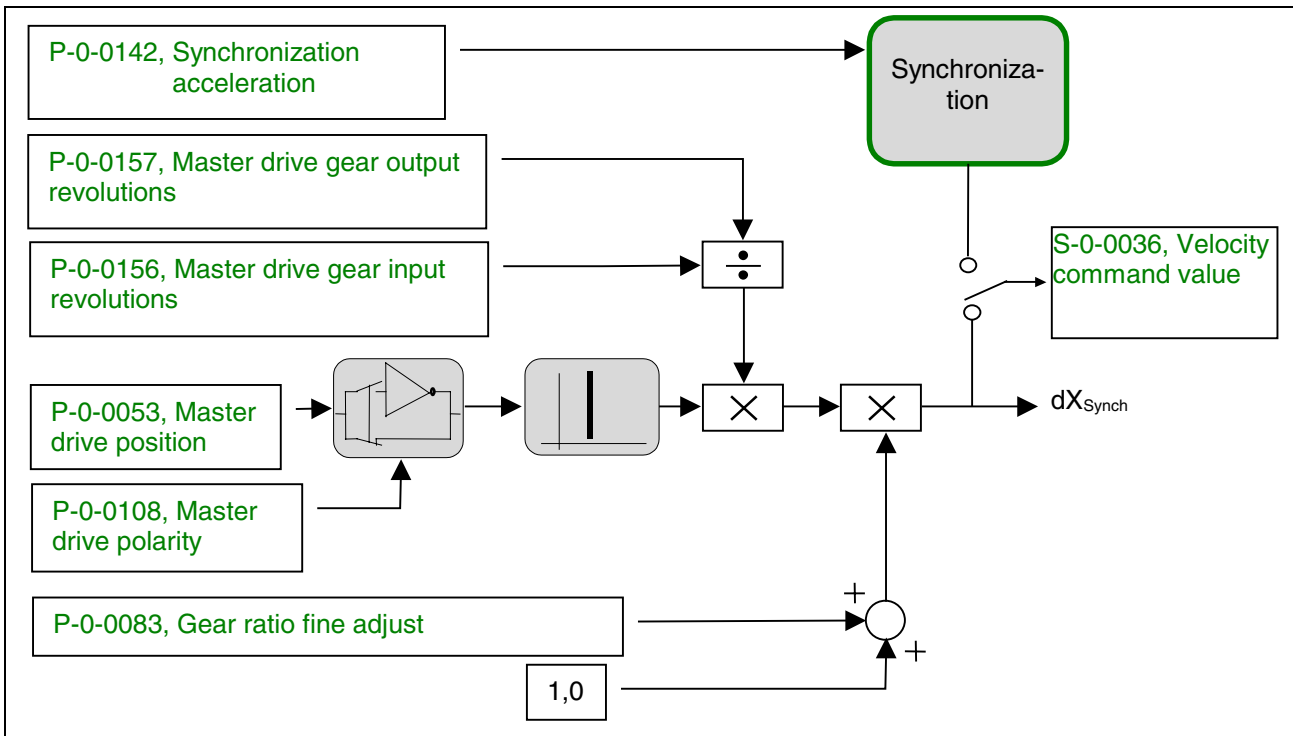 P-0-0142, Synchronization
acceleration
Synchroniza-
tion
P-0-0157, Master drive gear output
revolutions
P-0-0156, Master drive gear input
revolutions
÷
S-0-0036, Velocity
command value
P-0-0053, Master
drive position
×
×
dXSynch
P-0-0108, Master
drive polarity
P-0-0083, Gear ratio fine adjust
+
+
1,0